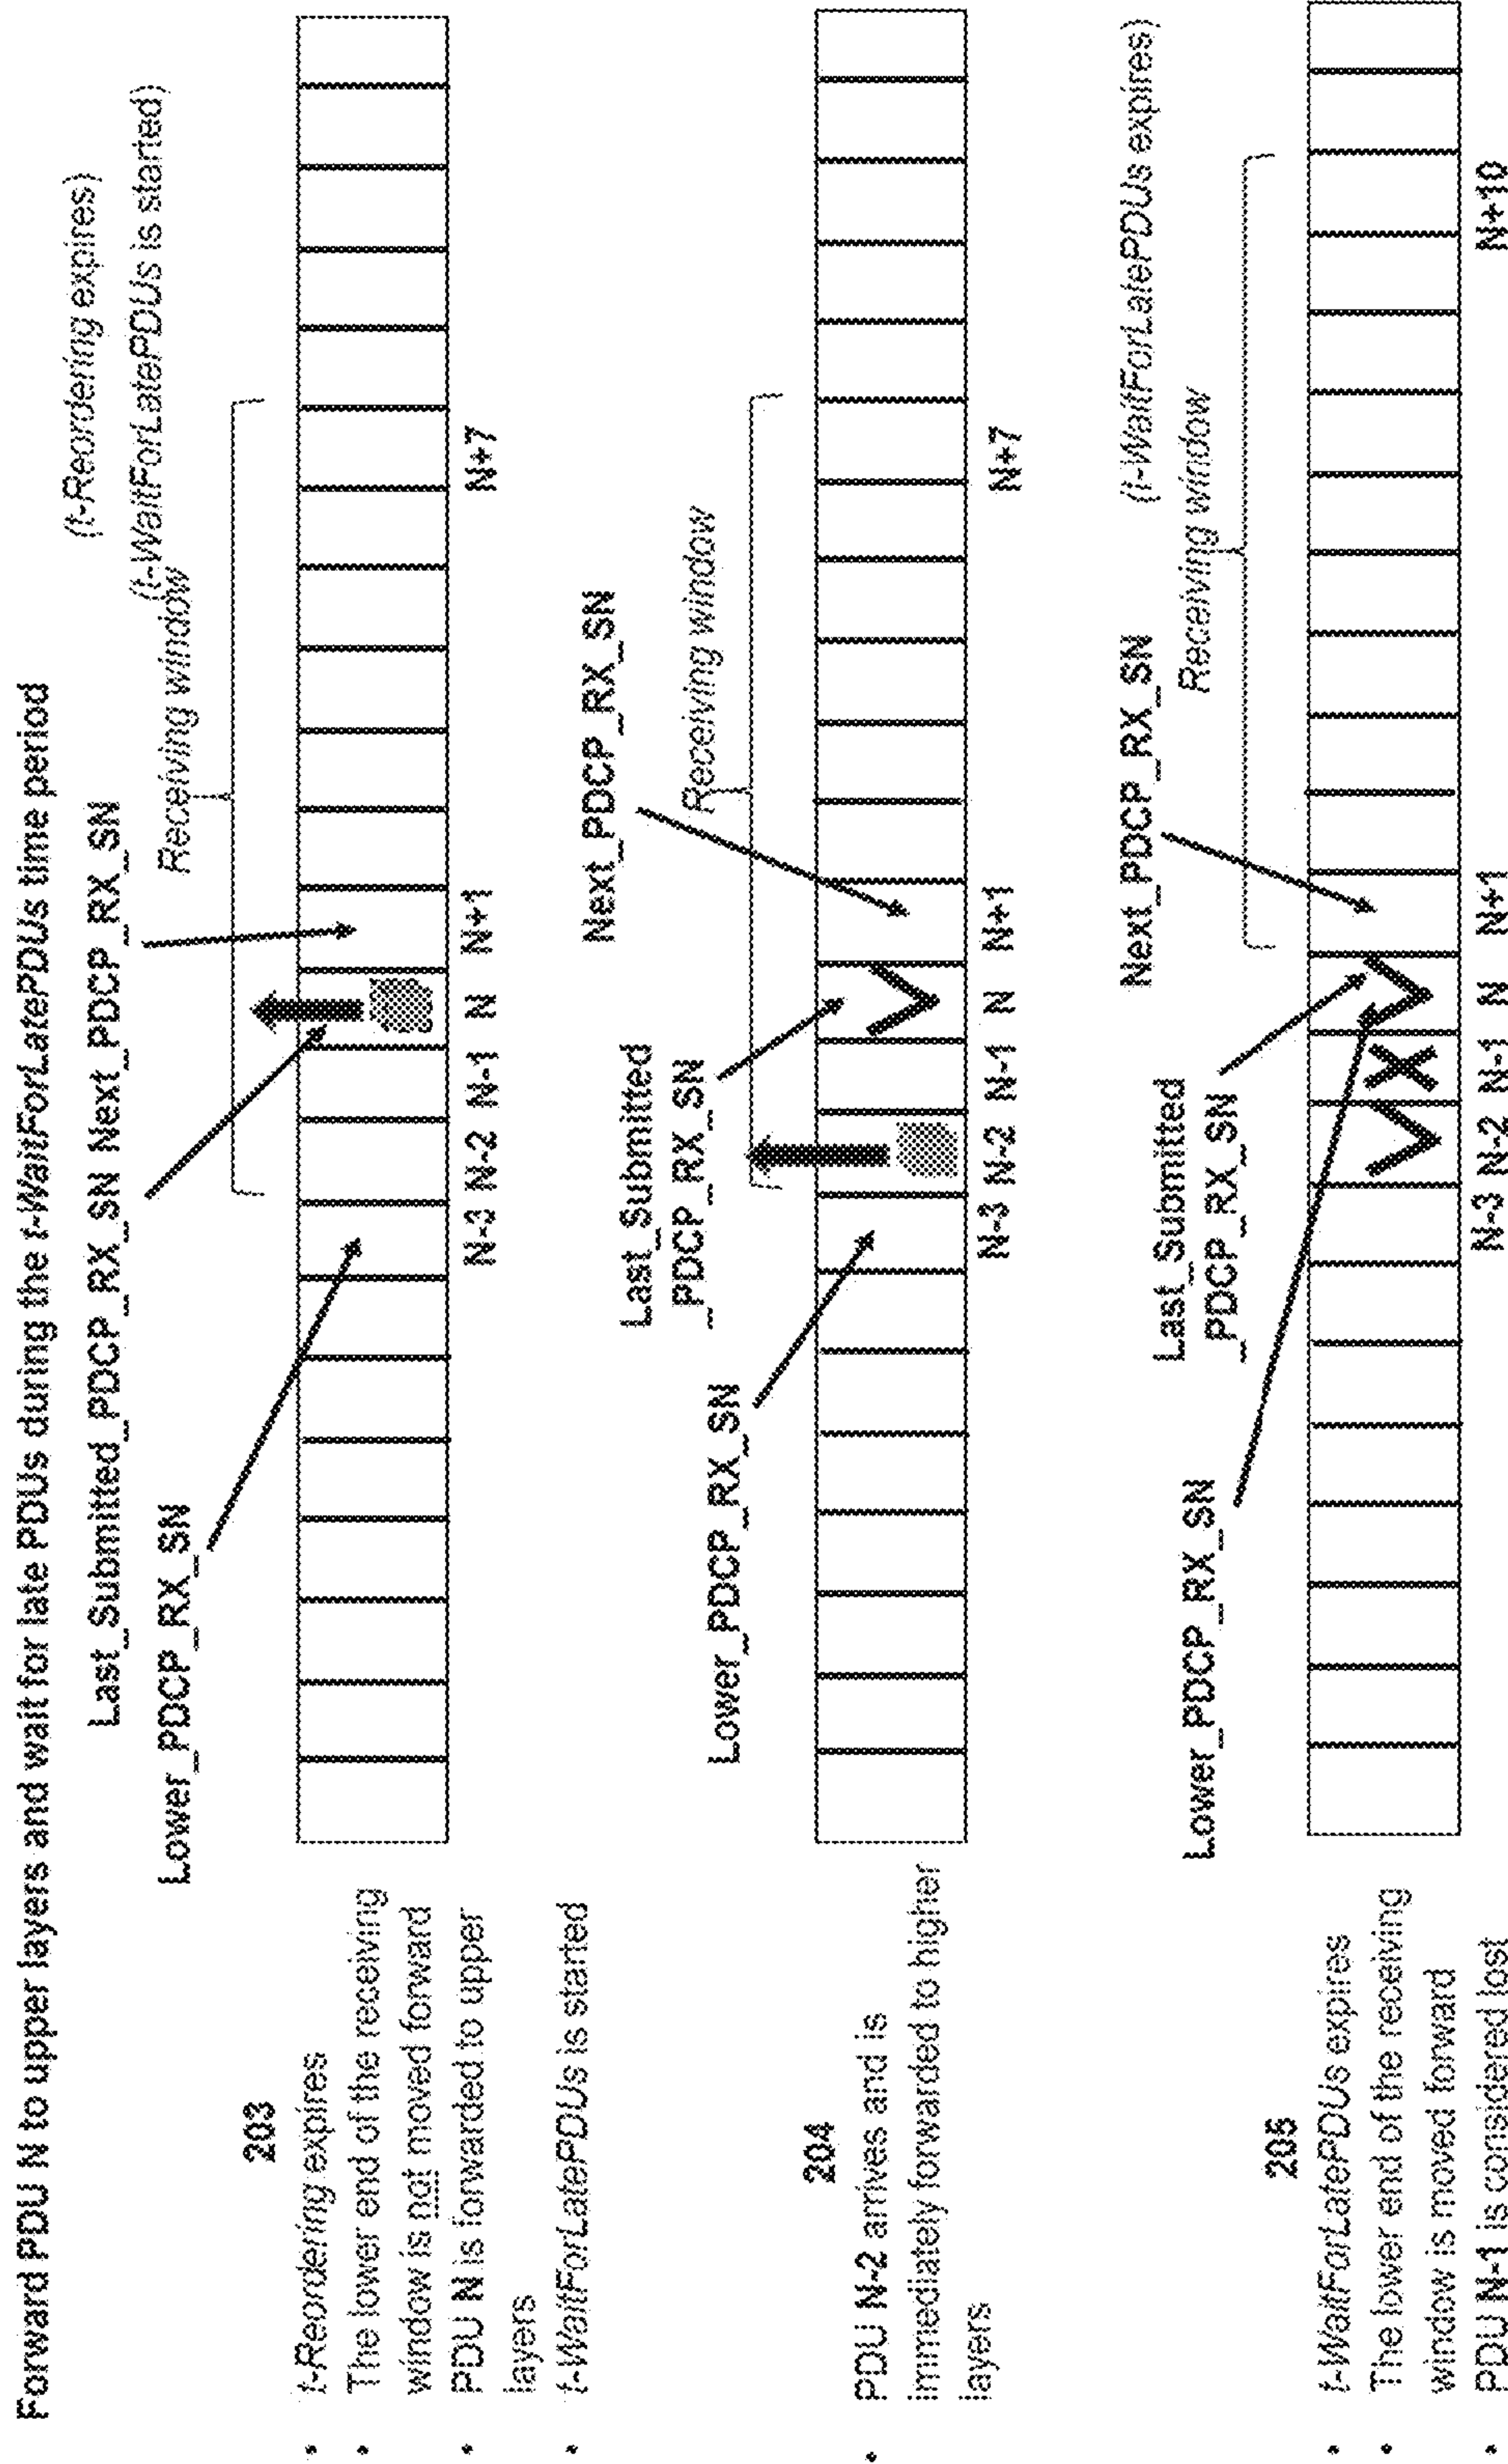 Forward PDU N to upper layers and wait for late PDUs during the t-WaitForLatePDUs time period
(t-Reordering expires)
Last_Submitted_PDCP_RX_SN Next_PDCP_RX_SN
(t-WaitForLatePDUs is started)
Lower_PDCP_RX_SN
Receiving window
203
• t-Reordering expires
• The lower end of the receiving
window is not moved forward
• PDU N is forwarded to upper
layers
• t-WaitForLatePDUs is started
N-3 N-2 N-1 N N+1 N+7
Next_PDCP_RX_SN
Last_Submitted
_PDCP_RX_SN
Receiving window
Lower_PDCP_RX_SN
204
• PDU N-2 arrives and is
immediately forwarded to higher
layers
N-3 N-2 N-1 N N+1 N+7
Next_PDCP_RX_SN
(t-WaitForLatePDUs expires)
Last_Submitted
_PDCP_RX_SN
Receiving window
Lower_PDCP_RX_SN
205
• t-WaitForLatePDUs expires
• The lower end of the receiving
window is moved forward
• PDU N-1 is considered lost
N-3 N-2 N-1 N N+1 N+10